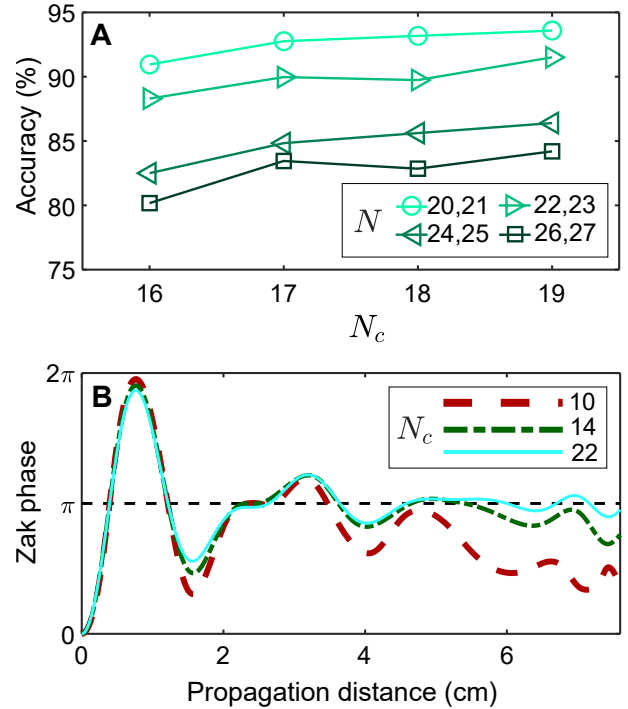 A
95
90
85
80
75
Accuracy (%)
N
20,21
22,23
24,25
26,27
16 17 18 19
N_c
B
2π
π
0
Zak phase
N_c
10
14
22
0 2 4 6
Propagation distance (cm)